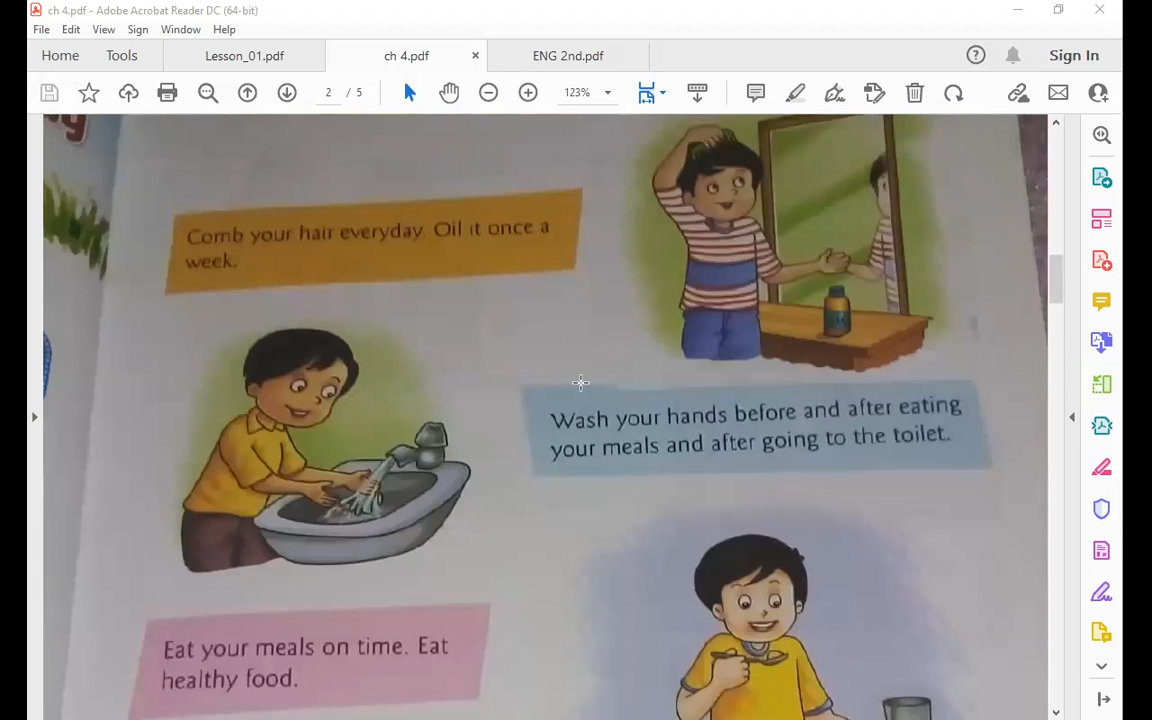 ch 4.pdf - Adobe Acrobat Reader DC (64-bit)
File Edit View Sign Window Help
Home Tools Lesson_01.pdf ch 4.pdf ENG 2nd.pdf Sign In
2 / 5 123%
Comb your hair everyday. Oil it once a
week.
Wash your hands before and after eating
your meals and after going to the toilet.
Eat your meals on time. Eat
healthy food.